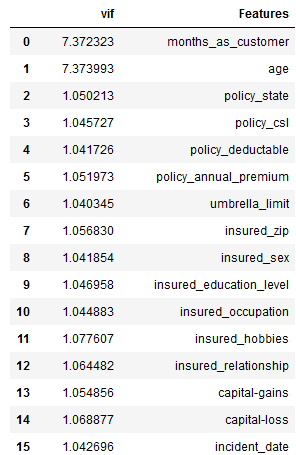 vif Features
0 7.372323 months_as_customer
1 7.373993 age
2 1.050213 policy_state
3 1.045727 policy_csl
4 1.041726 policy_deductable
5 1.051973 policy_annual_premium
6 1.040345 umbrella_limit
7 1.056830 insured_zip
8 1.041854 insured_sex
9 1.046958 insured_education_level
10 1.044883 insured_occupation
11 1.077607 insured_hobbies
12 1.064482 insured_relationship
13 1.054856 capital-gains
14 1.068877 capital-loss
15 1.042696 incident_date